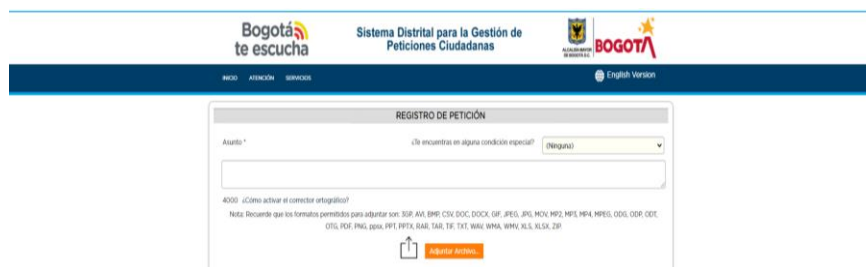 Bogotá
te escucha
Sistema Distrital para la Gestión de
Peticiones Ciudadanas
ALCALDÍA MAYOR
DE BOGOTÁ D.C.
BOGOTÁ
INICIO ATENCIÓN SERVICIOS
English Version
REGISTRO DE PETICIÓN
Asunto *
¿Te encuentras en alguna condición especial?
(Ninguna)
4000 ¿Cómo activar el corrector ortográfico?
Nota: Recuerde que los formatos permitidos para adjuntar son: 3GP, AVI, BMP, CSV, DOC, DOCX, GIF, JPEG, JPG, MOV, MP2, MP3, MP4, MPEG, ODG, ODP, ODT,
OTG, PDF, PNG, ppsx, PPT, PPTX, RAR, TAR, TIF, TXT, WAV, WMA, WMV, XLS, XLSX, ZIP.
Adjuntar Archivo..